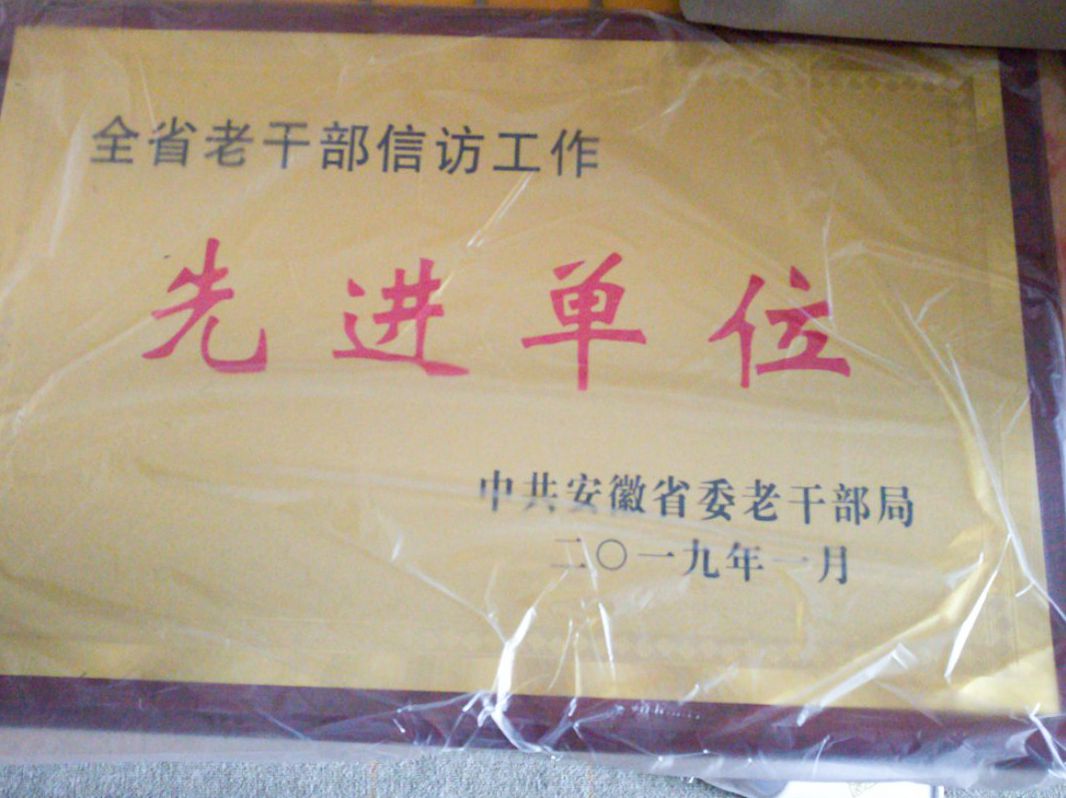 全省老干部信访工作
先进单位
中共安徽省委老干部局
二〇一九年一月